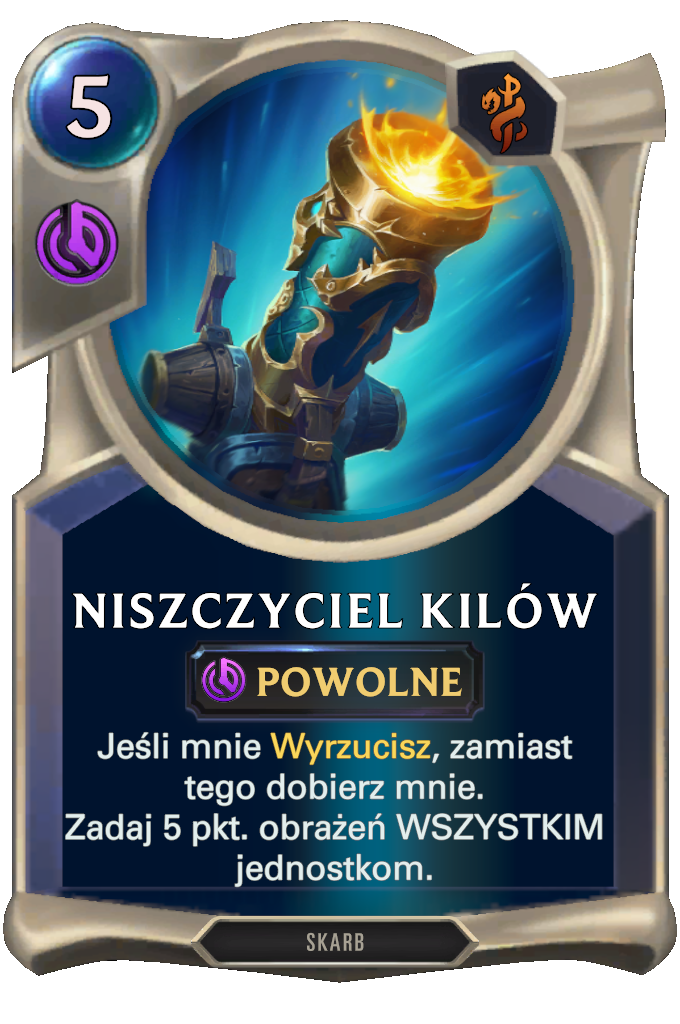 5
NISZCZYCIEL KILÓW
POWOLNE
Jeśli mnie Wyrzucisz, zamiast
tego dobierz mnie.
Zadaj 5 pkt. obrażeń WSZYSTKIM
jednostkom.
SKARB